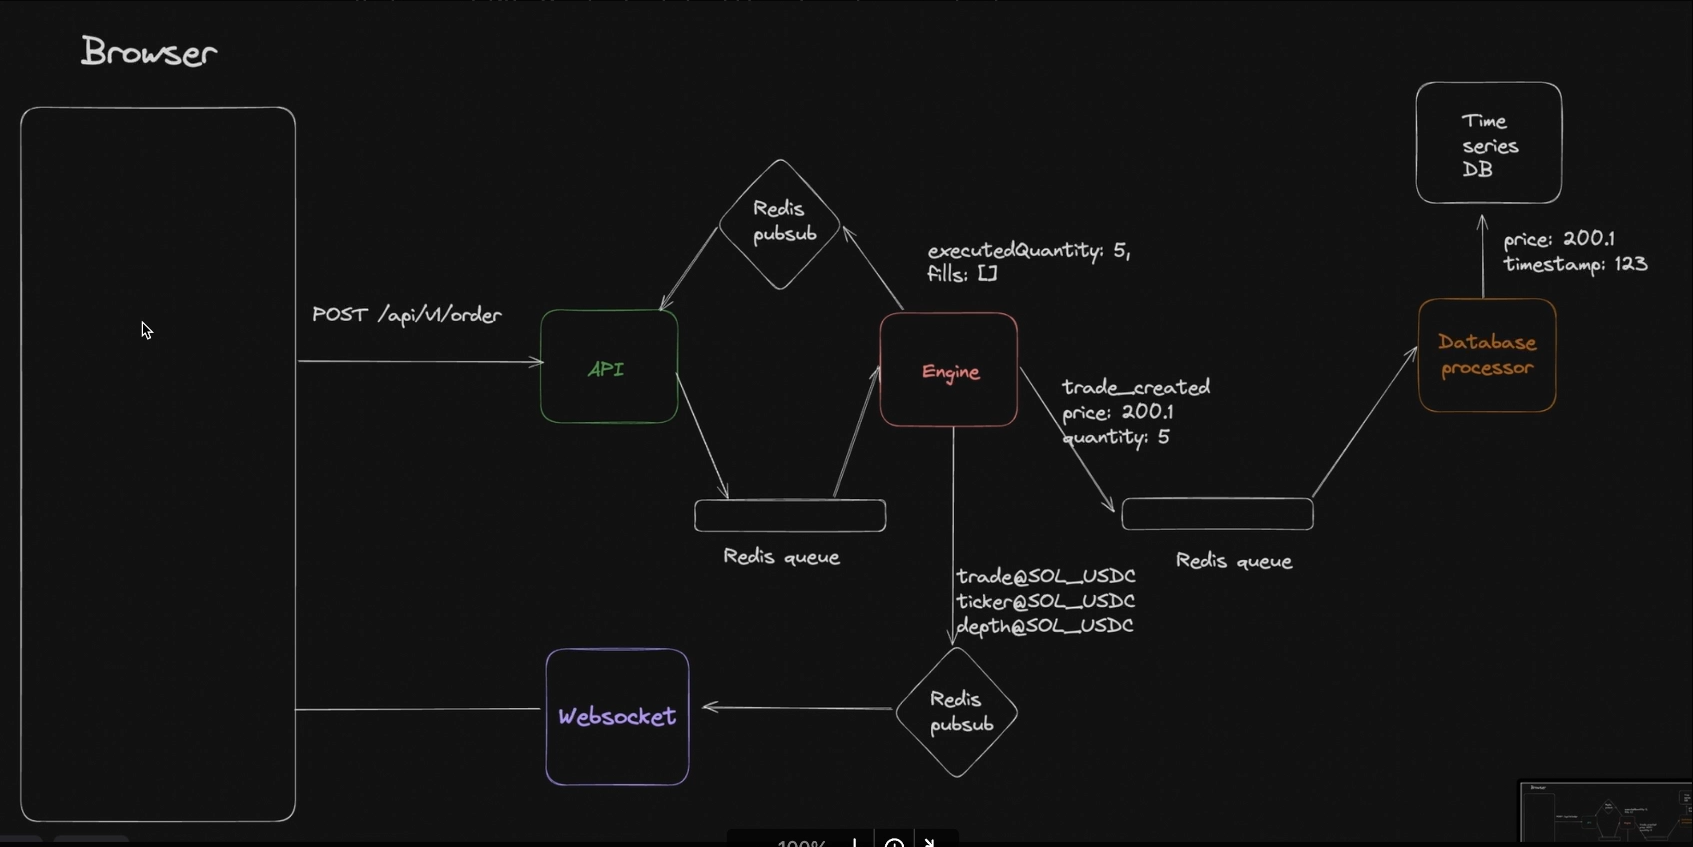 Browser
Time
series
DB
Redis
pubsub
executedQuantity: 5,
fills: []
price: 200.1
timestamp: 123
POST /api/v1/order
API
Engine
Database
processor
trade_created
price: 200.1
quantity: 5
Redis queue
Redis queue
trade@SOL_USDC
ticker@SOL_USDC
depth@SOL_USDC
Websocket
Redis
pubsub
100%